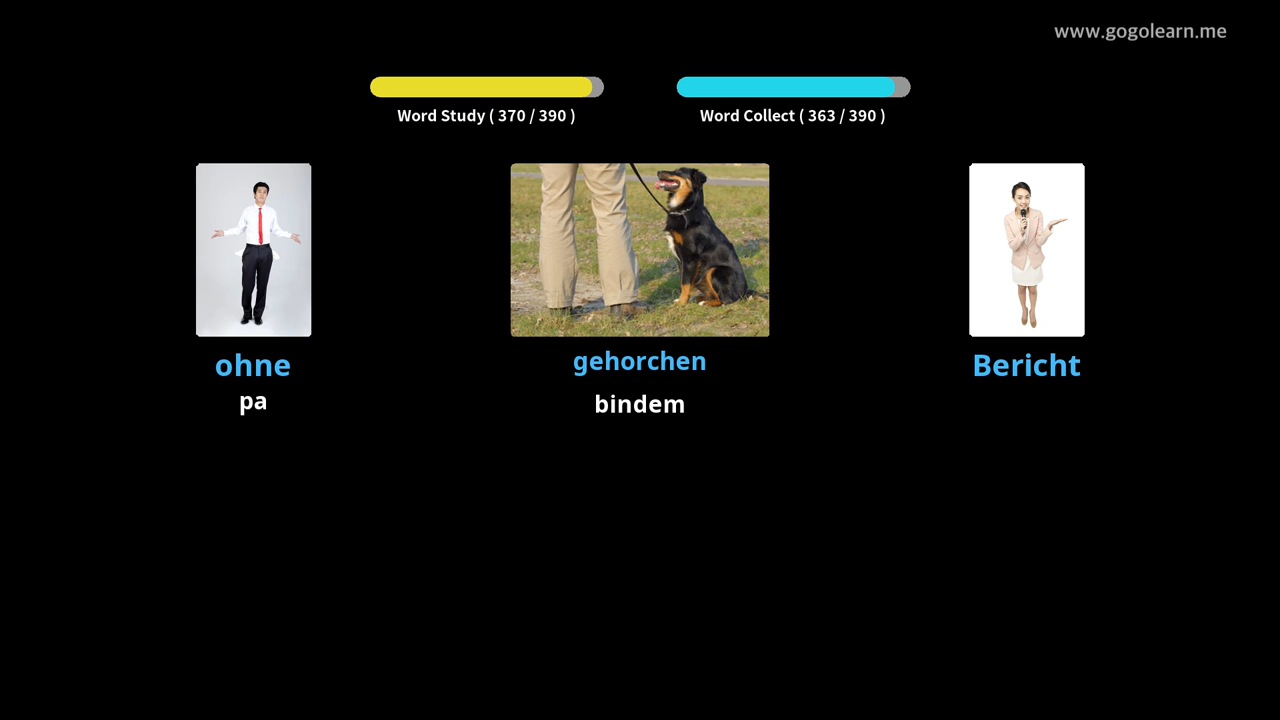 www.gogolearn.me
Word Study ( 370 / 390 )
Word Collect ( 363 / 390 )
ohne
pa
gehorchen
bindem
Bericht